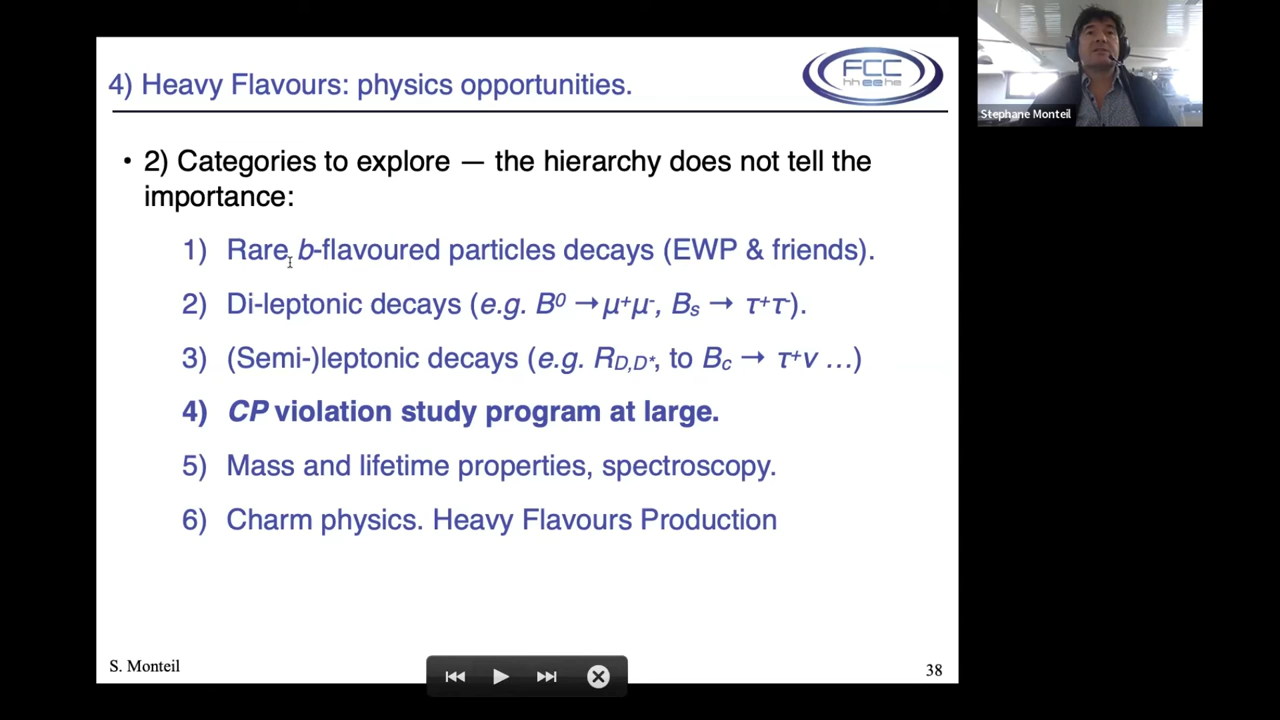 4) Heavy Flavours: physics opportunities.
FCC
hh ee he
Stephane Monteil
• 2) Categories to explore — the hierarchy does not tell the
importance:
1) Rare b-flavoured particles decays (EWP & friends).
2) Di-leptonic decays (e.g. B⁰ → μ⁺μ⁻, Bₛ → τ⁺τ⁻).
3) (Semi-)leptonic decays (e.g. R_D,D*, to B_c → τ⁺ν …)
4) CP violation study program at large.
5) Mass and lifetime properties, spectroscopy.
6) Charm physics. Heavy Flavours Production
S. Monteil
38